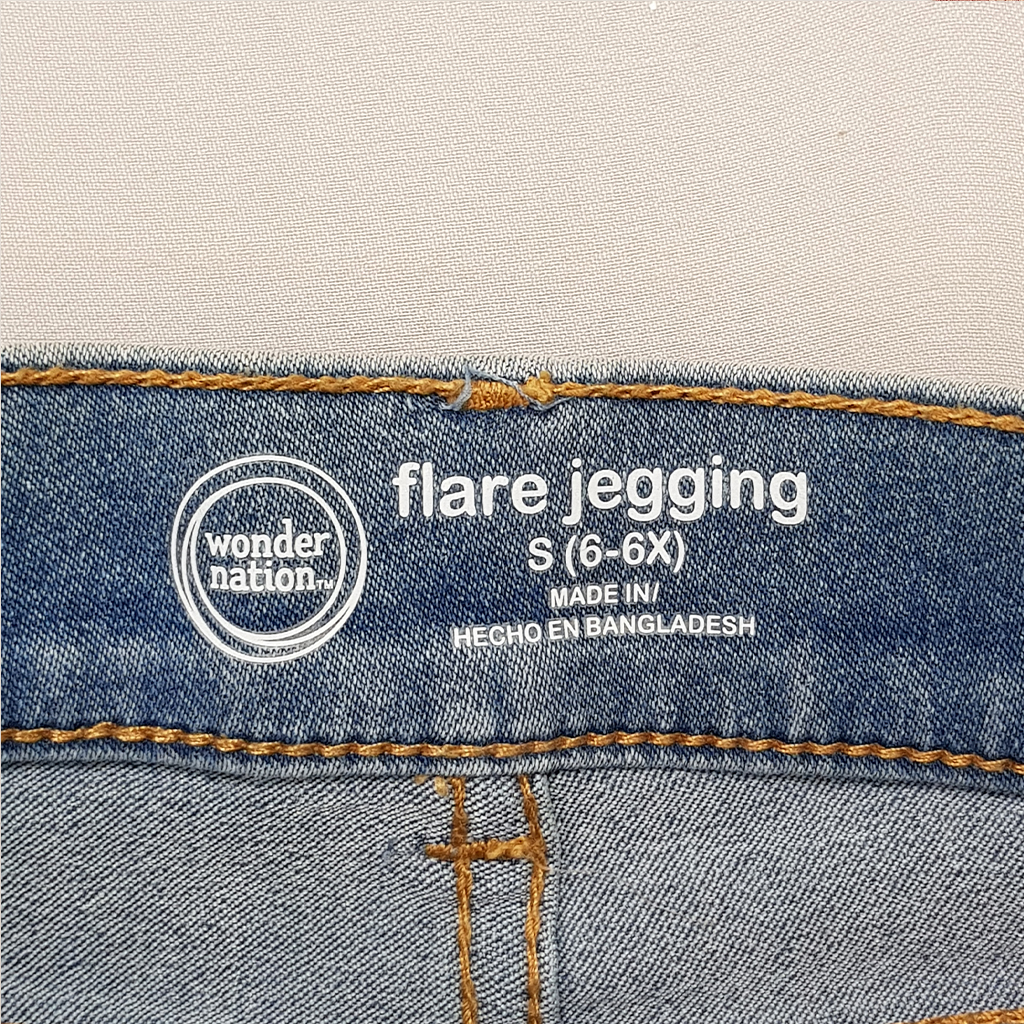 wonder
nation™
flare jegging
S (6-6X)
MADE IN/
HECHO EN BANGLADESH